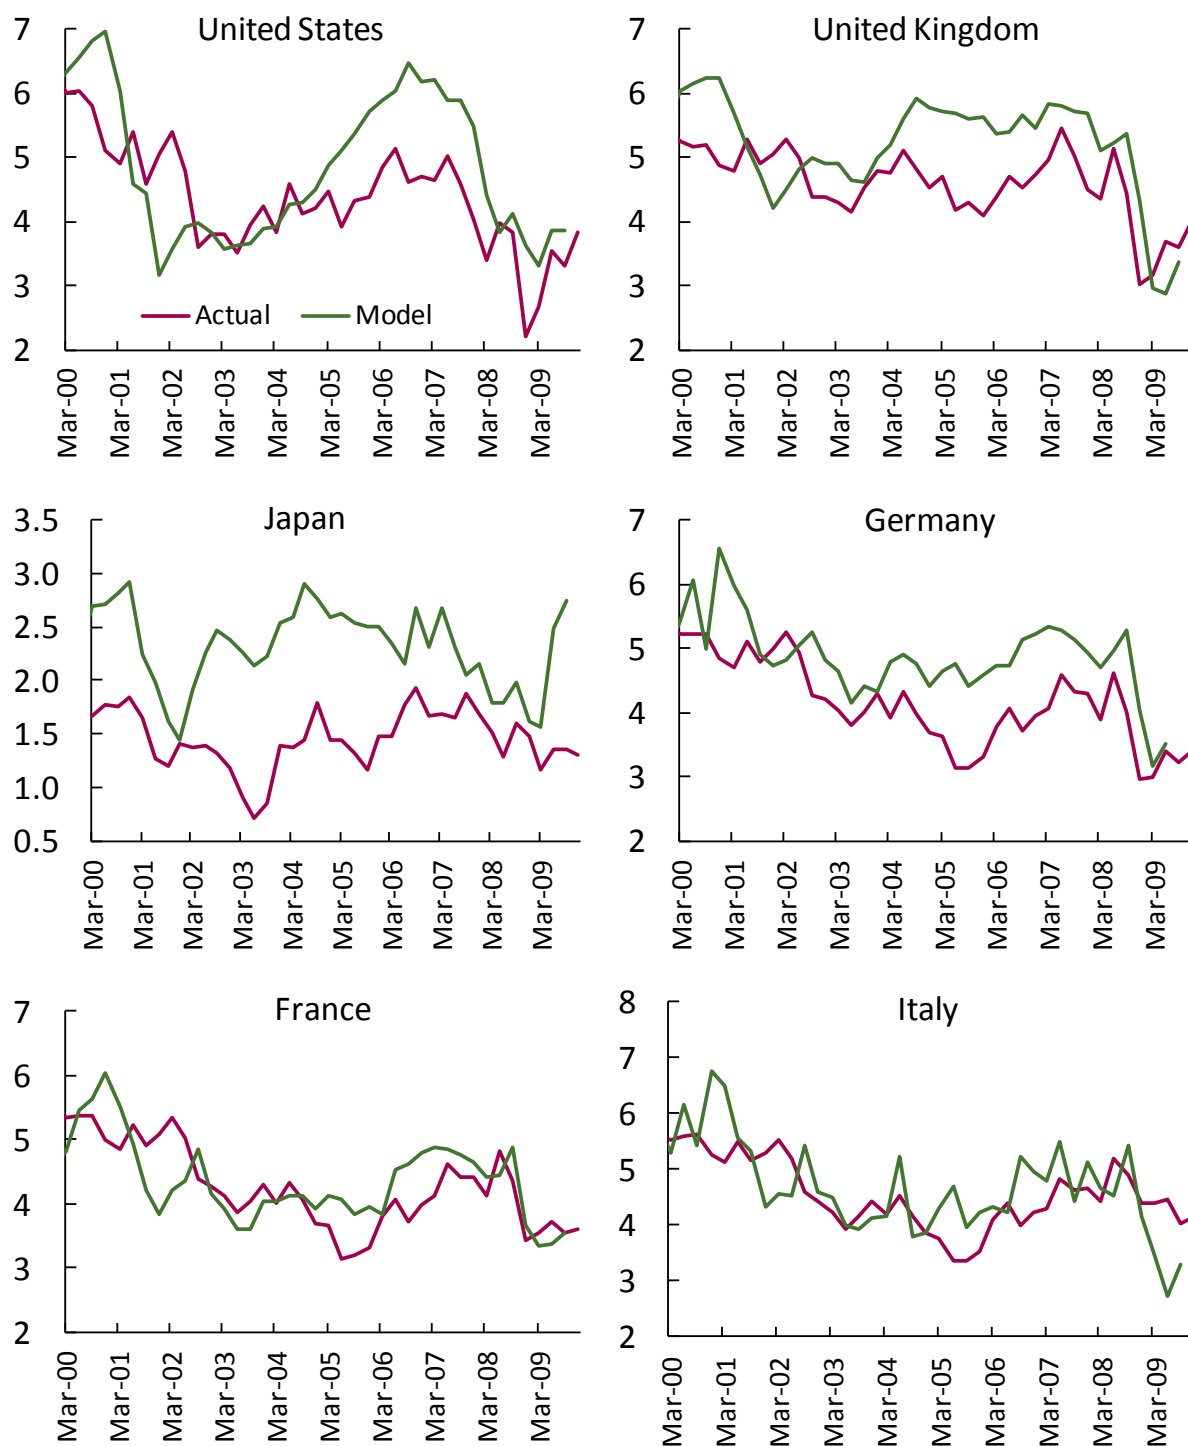 United States
7
6
5
4
3
2
Actual
Model
Mar-00
Mar-01
Mar-02
Mar-03
Mar-04
Mar-05
Mar-06
Mar-07
Mar-08
Mar-09
United Kingdom
7
6
5
4
3
2
Mar-00
Mar-01
Mar-02
Mar-03
Mar-04
Mar-05
Mar-06
Mar-07
Mar-08
Mar-09
Japan
3.5
3.0
2.5
2.0
1.5
1.0
0.5
Mar-00
Mar-01
Mar-02
Mar-03
Mar-04
Mar-05
Mar-06
Mar-07
Mar-08
Mar-09
Germany
7
6
5
4
3
2
Mar-00
Mar-01
Mar-02
Mar-03
Mar-04
Mar-05
Mar-06
Mar-07
Mar-08
Mar-09
France
7
6
5
4
3
2
Mar-00
Mar-01
Mar-02
Mar-03
Mar-04
Mar-05
Mar-06
Mar-07
Mar-08
Mar-09
Italy
8
7
6
5
4
3
2
Mar-00
Mar-01
Mar-02
Mar-03
Mar-04
Mar-05
Mar-06
Mar-07
Mar-08
Mar-09